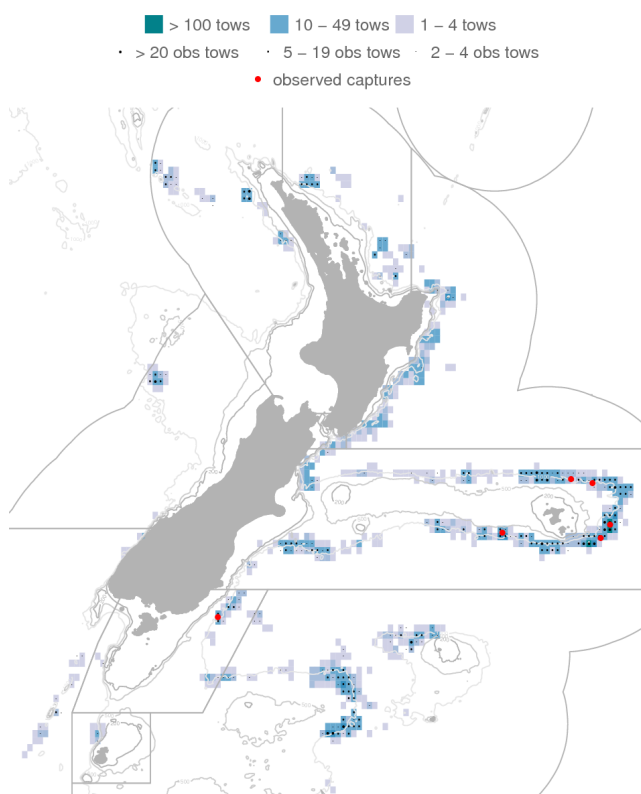 > 100 tows 10 – 49 tows 1 – 4 tows
> 20 obs tows 5 – 19 obs tows 2 – 4 obs tows
observed captures